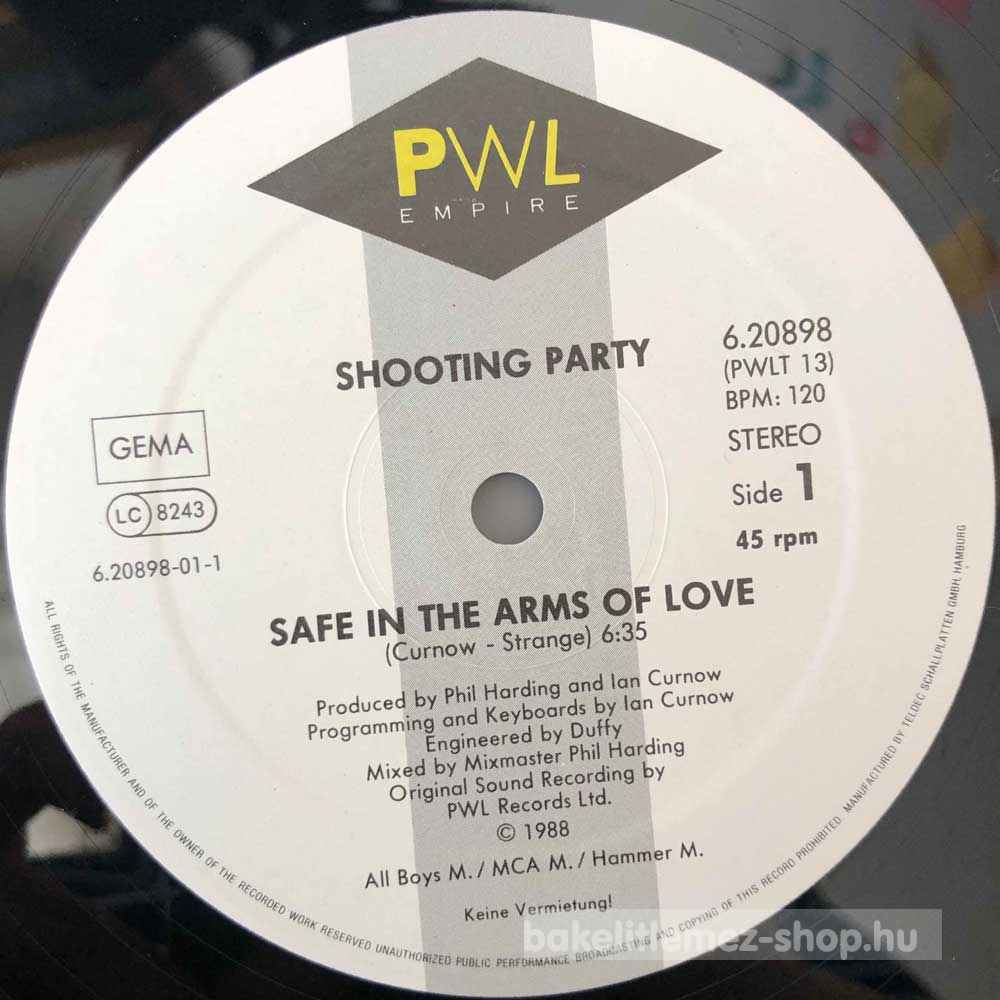 PWL
EMPIRE
SHOOTING PARTY
6.20898
(PWLT 13)
BPM: 120
STEREO
Side 1
45 rpm
GEMA
LC 8243
6.20898-01-1
SAFE IN THE ARMS OF LOVE
(Curnow - Strange) 6:35
Produced by Phil Harding and Ian Curnow
Programming and Keyboards by Ian Curnow
Engineered by Duffy
Mixed by Mixmaster Phil Harding
Original Sound Recording by
PWL Records Ltd.
© 1988
All Boys M. / MCA M. / Hammer M.
Keine Vermietung!
ALL RIGHTS OF THE MANUFACTURER AND OF THE OWNER OF THE RECORDED WORK RESERVED UNAUTHORIZED PUBLIC PERFORMANCE BROADCASTING AND COPYING OF THIS RECORD PROHIBITED. MANUFACTURED BY TELDEC SCHALLPLATTEN GMBH, HAMBURG
bakelitlemez-shop.hu